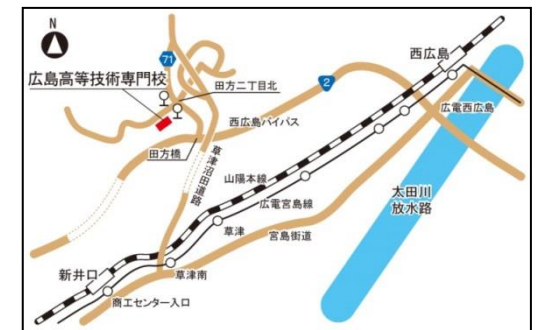 N
71
広島高等技術専門校
田方二丁目北
西広島
2
広電西広島
西広島バイパス
田方橋
草津沼田道路
山陽本線
広電宮島線
太田川
放水路
草津
宮島街道
新井口
草津南
商工センター入口